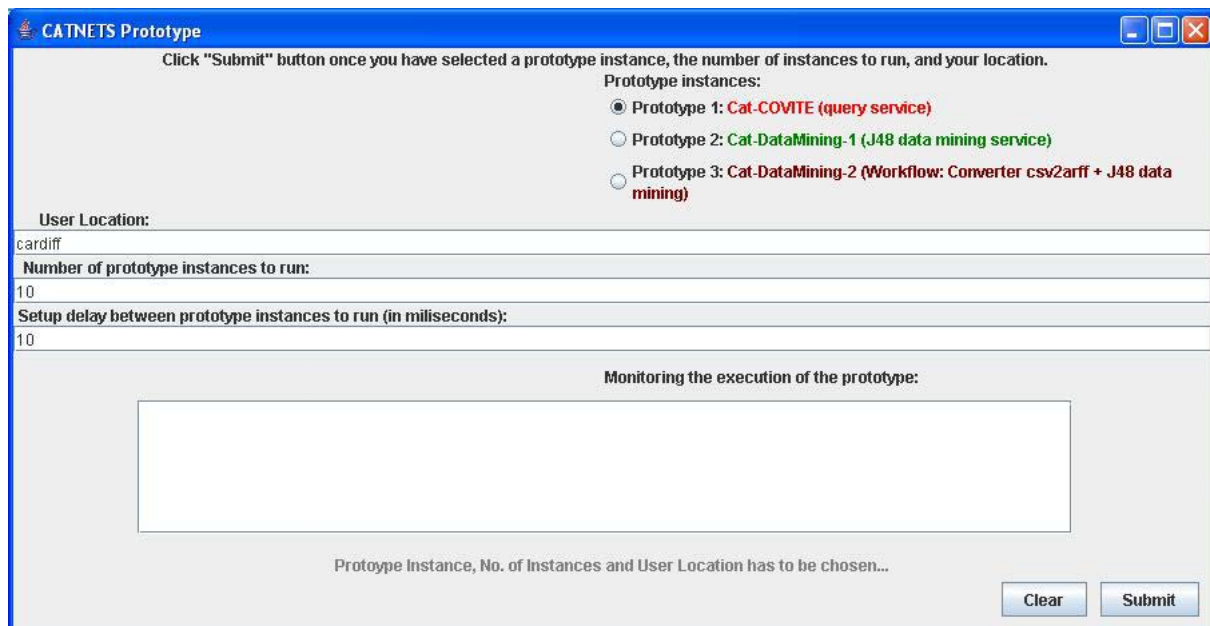 CATNETS Prototype
Click "Submit" button once you have selected a prototype instance, the number of instances to run, and your location.
Prototype instances:
Prototype 1: Cat-COVITE (query service)
Prototype 2: Cat-DataMining-1 (J48 data mining service)
Prototype 3: Cat-DataMining-2 (Workflow: Converter csv2arff + J48 data
mining)
User Location:
cardiff
Number of prototype instances to run:
10
Setup delay between prototype instances to run (in miliseconds):
10
Monitoring the execution of the prototype:
Protoype Instance, No. of Instances and User Location has to be chosen...
Clear
Submit